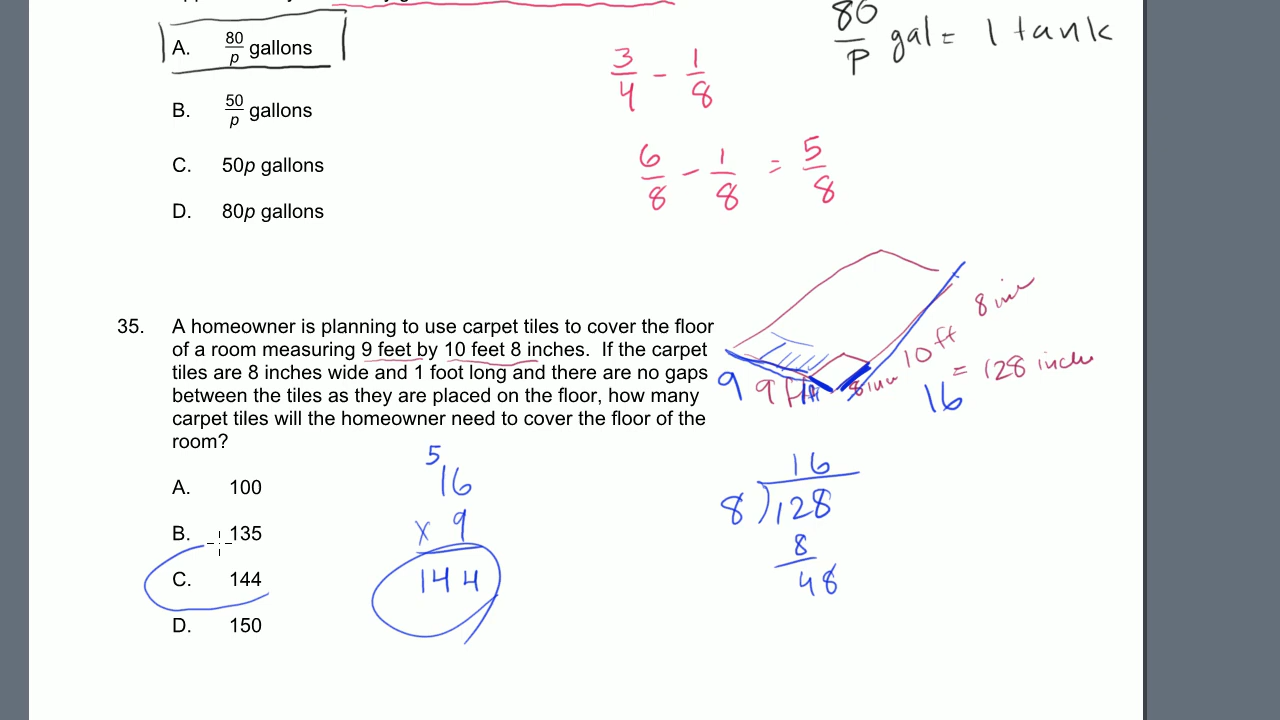 A. 80/p gallons
80/P gal = 1 tank
3/4 - 1/8
B. 50/p gallons
6/8 - 1/8 = 5/8
C. 50p gallons
D. 80p gallons
8 in
10 ft
= 128 inches
9 9 ft 1ft 8 in
16
35. A homeowner is planning to use carpet tiles to cover the floor
of a room measuring 9 feet by 10 feet 8 inches. If the carpet
tiles are 8 inches wide and 1 foot long and there are no gaps
between the tiles as they are placed on the floor, how many
carpet tiles will the homeowner need to cover the floor of the
room?
A. 100
B. 135
C. 144
D. 150
5
16
x 9
144
16
8)128
8
48